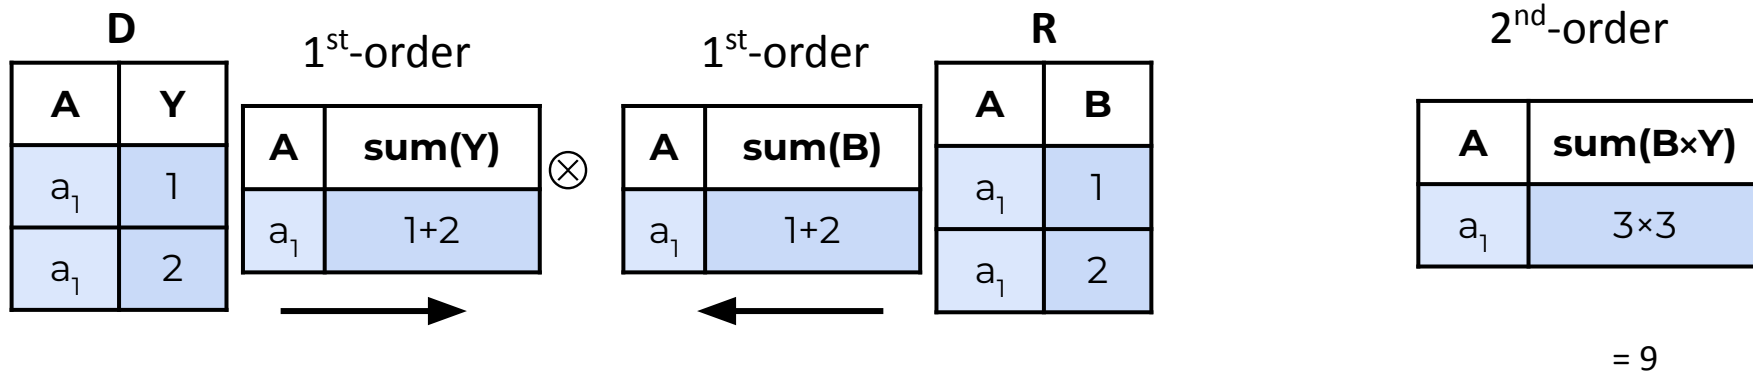 D
A Y
a₁ 1
a₁ 2
1ˢᵗ-order
A sum(Y)
a₁ 1+2
⊗
1ˢᵗ-order
A sum(B)
a₁ 1+2
R
A B
a₁ 1
a₁ 2
2ⁿᵈ-order
A sum(B×Y)
a₁ 3×3
= 9